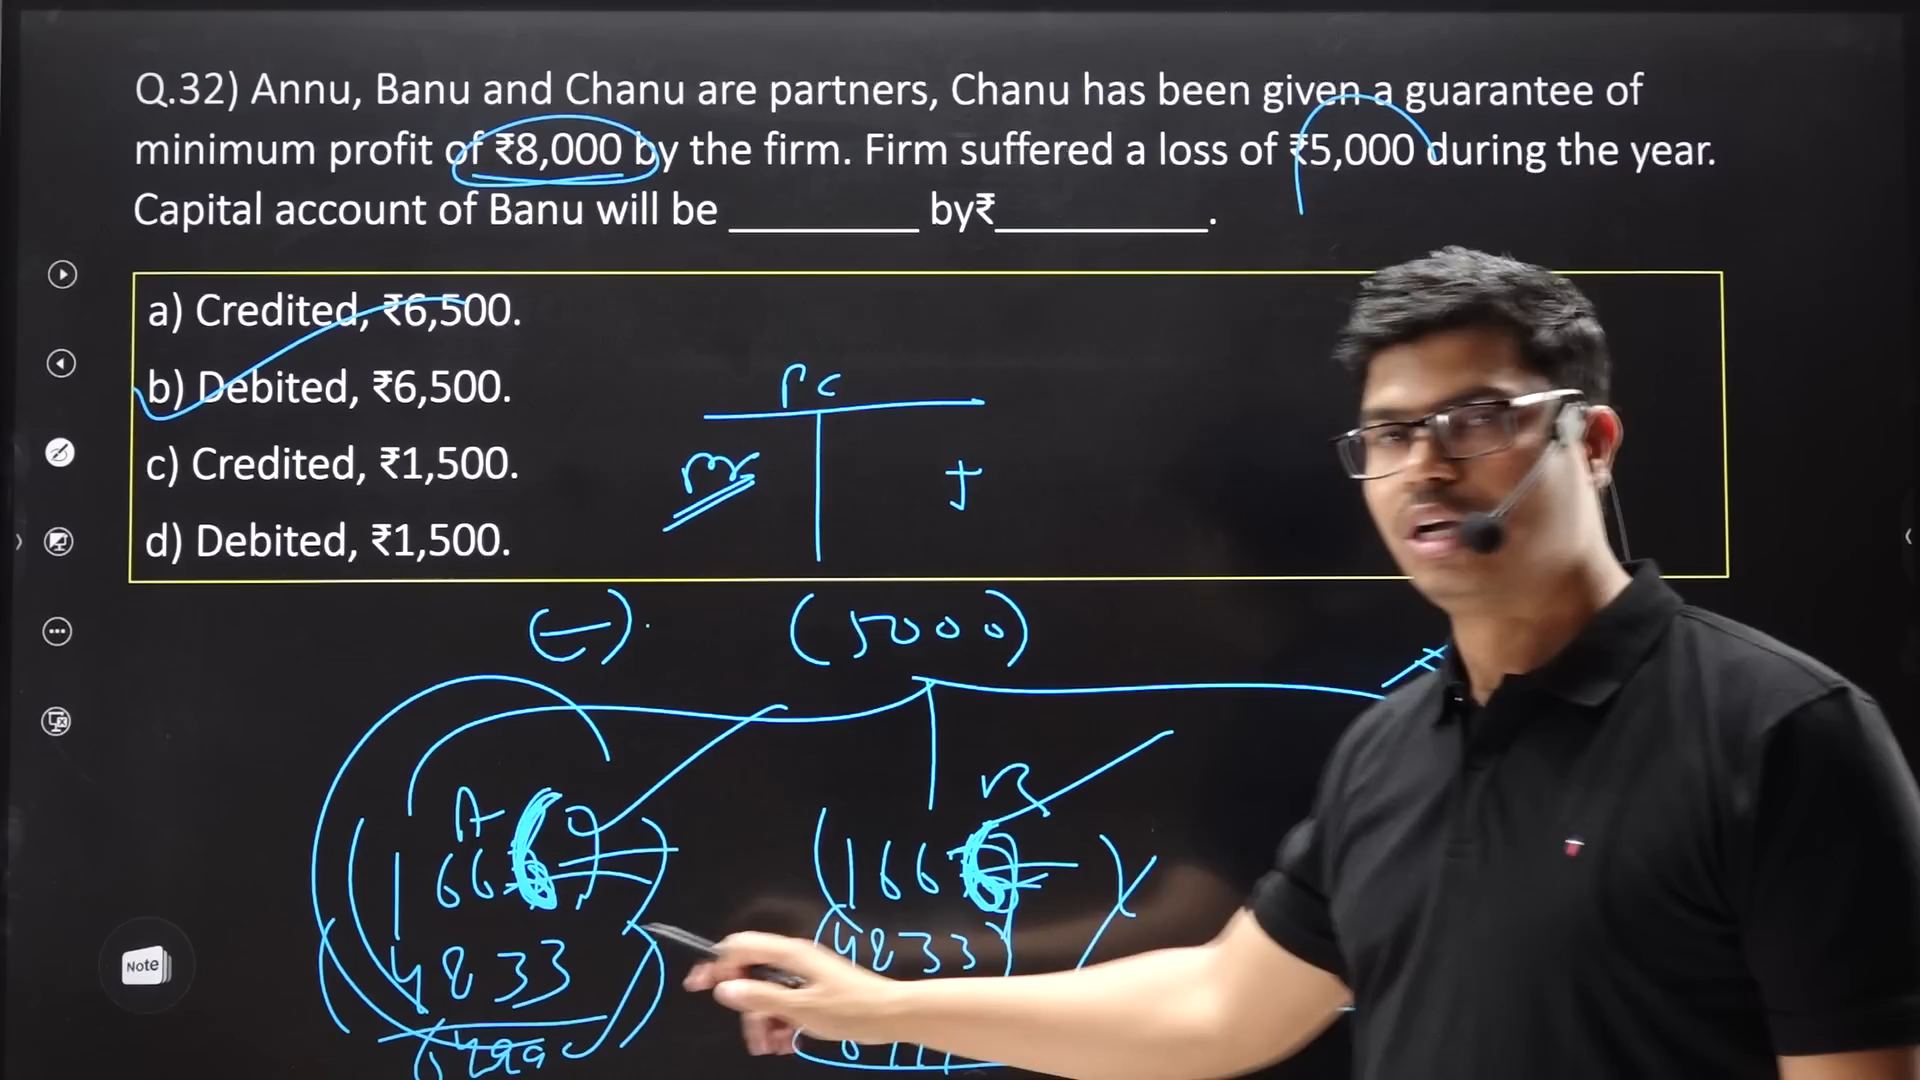 Q.32) Annu, Banu and Chanu are partners, Chanu has been given a guarantee of
minimum profit of ₹8,000 by the firm. Firm suffered a loss of ₹5,000 during the year.
Capital account of Banu will be ________ by₹__________.
a) Credited, ₹6,500.
b) Debited, ₹6,500.
c) Credited, ₹1,500.
d) Debited, ₹1,500.
(-)
(5000)
A
4833
4833
Note